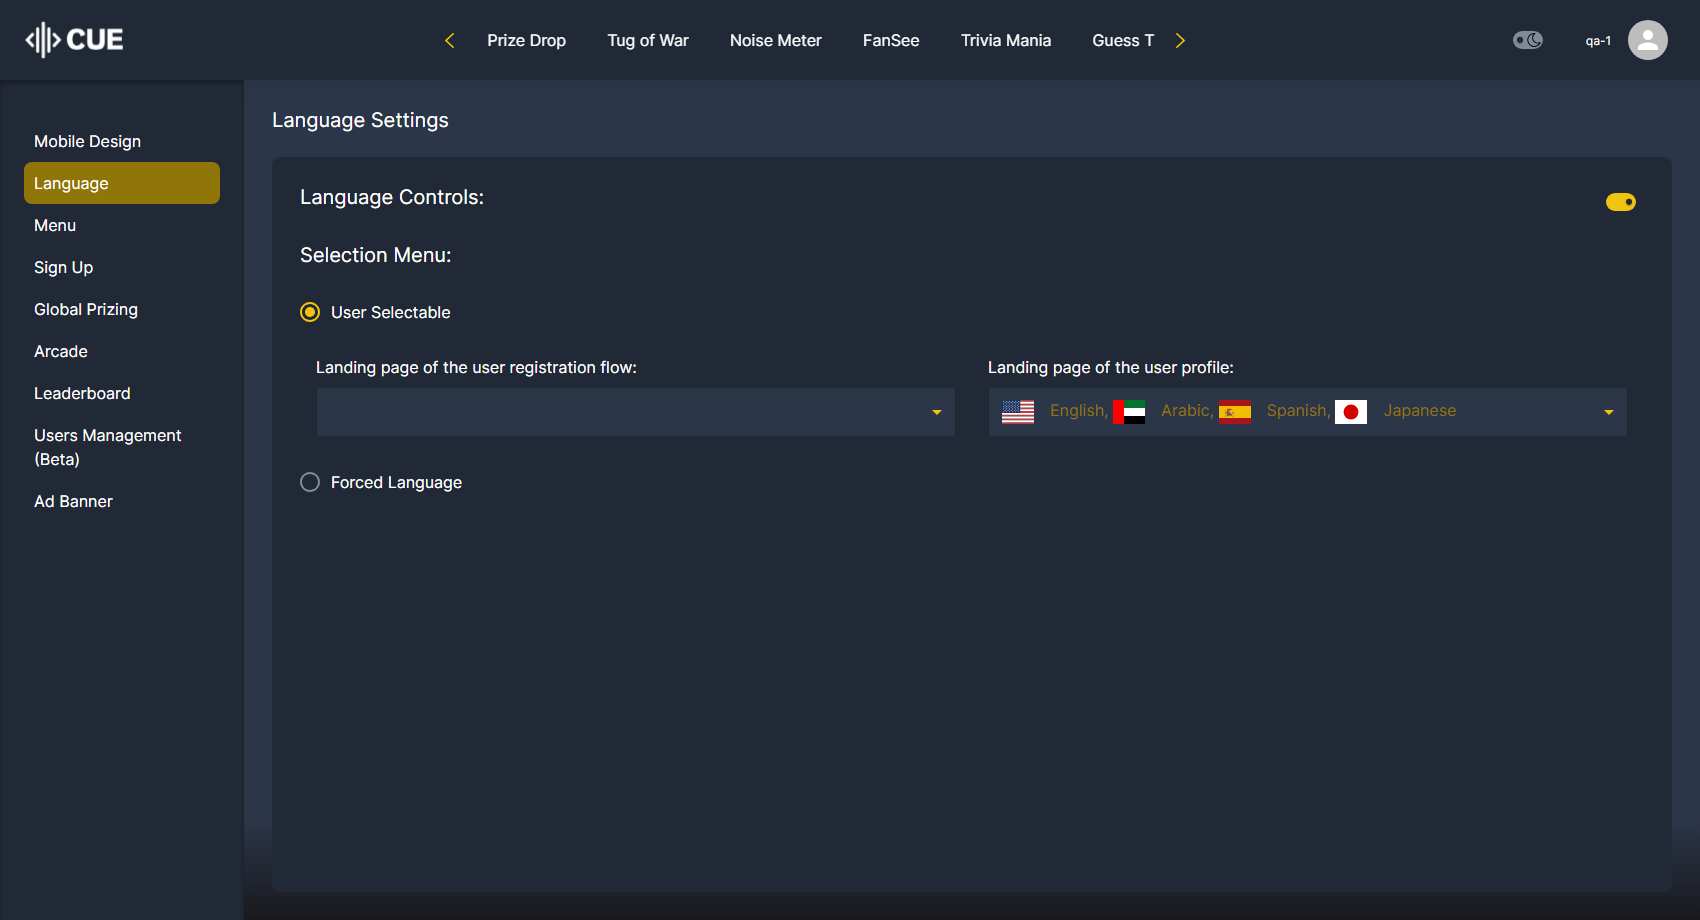 CUE
Prize Drop
Tug of War
Noise Meter
FanSee
Trivia Mania
Guess T
qa-1
Mobile Design
Language
Menu
Sign Up
Global Prizing
Arcade
Leaderboard
Users Management
(Beta)
Ad Banner
Language Settings
Language Controls:
Selection Menu:
User Selectable
Landing page of the user registration flow:
Landing page of the user profile:
English, Arabic, Spanish, Japanese
Forced Language